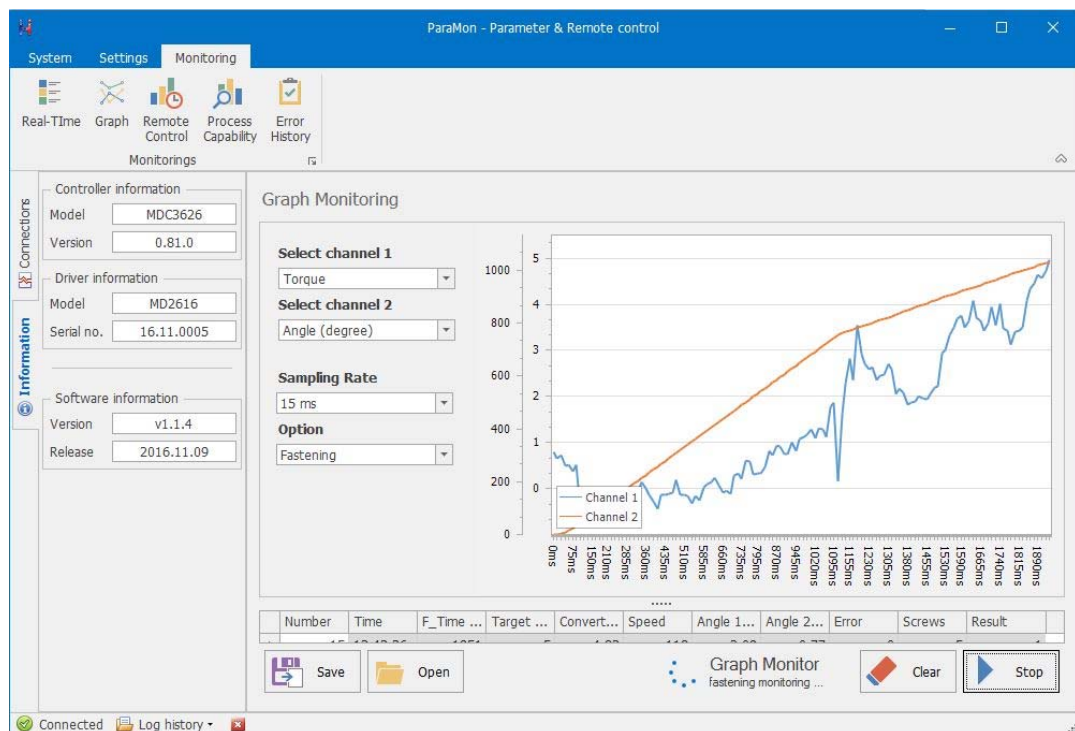 ParaMon - Parameter & Remote control
System Settings Monitoring
Real-TIme Graph Remote Control Process Capability Error History
Monitorings
Connections
Information
Controller information
Model MDC3626
Version 0.81.0
Driver information
Model MD2616
Serial no. 16.11.0005
Software information
Version v1.1.4
Release 2016.11.09
Graph Monitoring
Select channel 1
Torque
Select channel 2
Angle (degree)
Sampling Rate
15 ms
Option
Fastening
1000
800
600
400
200
0
5
4
3
2
1
0
Channel 1
Channel 2
0ms 75ms 150ms 210ms 285ms 360ms 435ms 510ms 585ms 660ms 735ms 795ms 870ms 945ms 1020ms 1095ms 1155ms 1230ms 1305ms 1380ms 1455ms 1530ms 1590ms 1665ms 1740ms 1815ms 1890ms
Number Time F_Time ... Target ... Convert... Speed Angle 1... Angle 2... Error Screws Result
Save Open Graph Monitor Clear Stop
fastening monitoring ...
Connected Log history